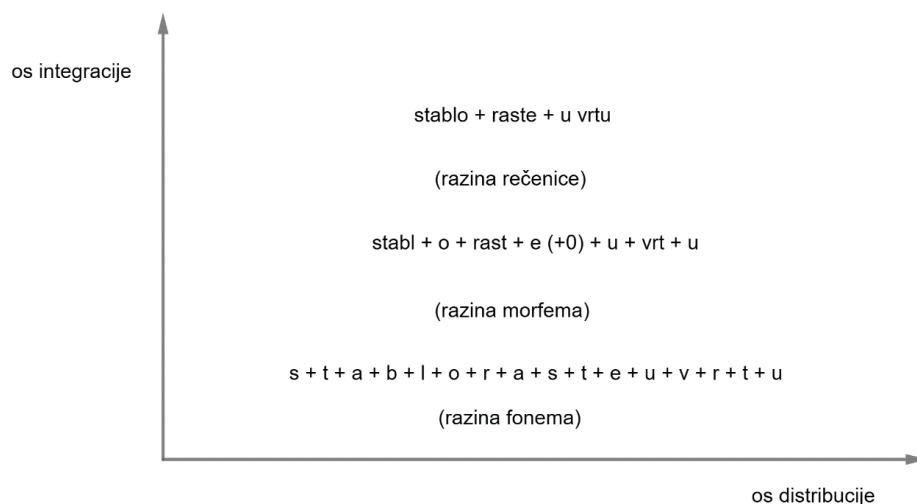 os integracije
stablo + raste + u vrtu
(razina rečenice)
stabl + o + rast + e (+0) + u + vrt + u
(razina morfema)
s + t + a + b + l + o + r + a + s + t + e + u + v + r + t + u
(razina fonema)
os distribucije